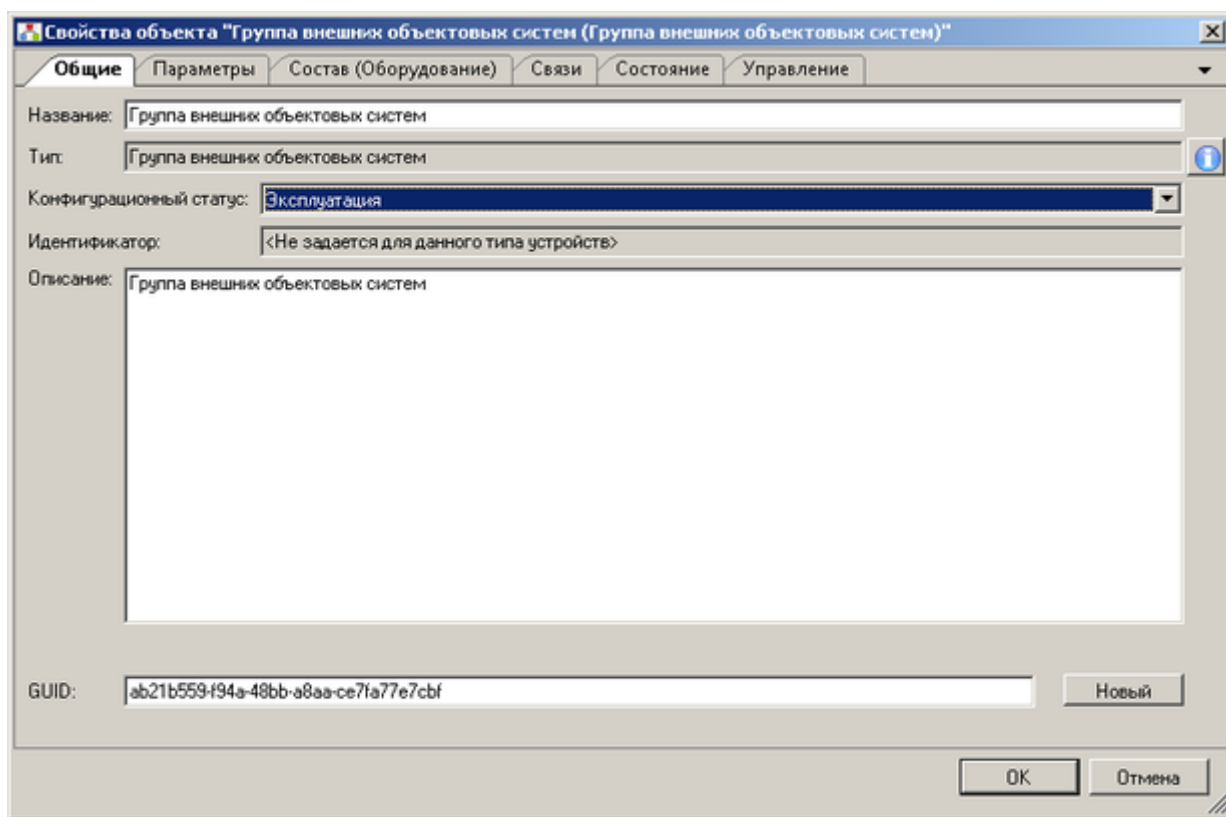 Свойства объекта "Группа внешних объектовых систем (Группа внешних объектовых систем)"
Общие Параметры Состав (Оборудование) Связи Состояние Управление
Название: Группа внешних объектовых систем
Тип: Группа внешних объектовых систем
Конфигурационный статус: Эксплуатация
Идентификатор: <Не задается для данного типа устройств>
Описание: Группа внешних объектовых систем
GUID: ab21b559-f94a-48bb-a8aa-ce7fa77e7cbf Новый
OK Отмена